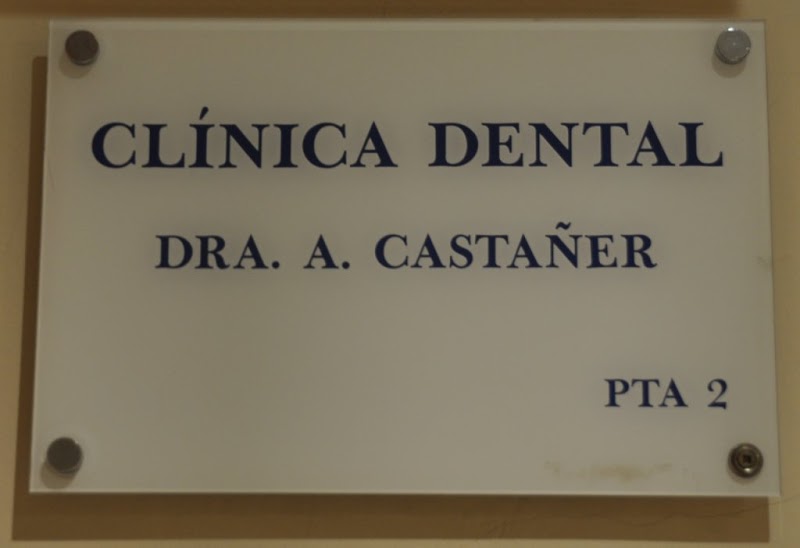 CLÍNICA DENTAL
DRA. A. CASTAÑER
PTA 2